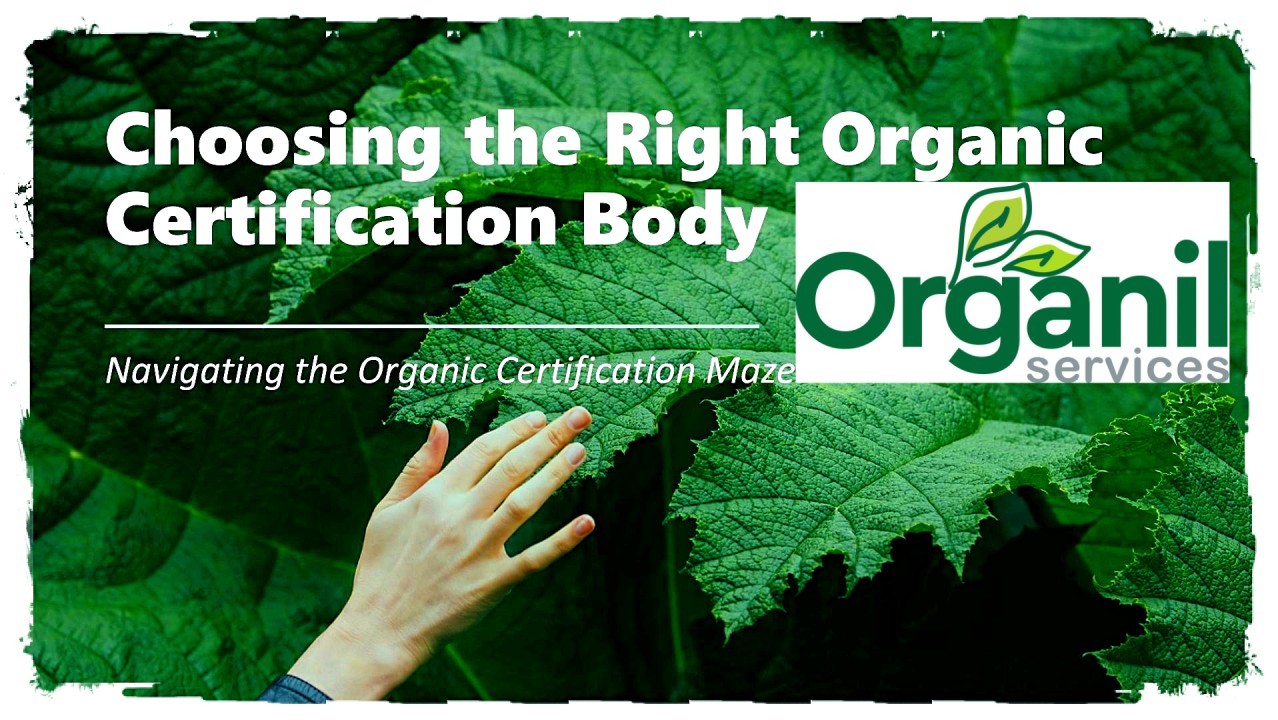 Choosing the Right Organic
Certification Body
Organil
services
Navigating the Organic Certification Maze